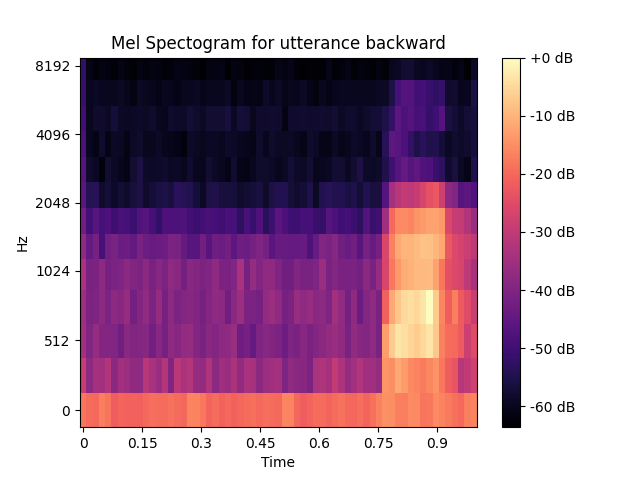 Mel Spectogram for utterance backward
8192
4096
2048
1024
512
0
Hz
0 0.15 0.3 0.45 0.6 0.75 0.9
Time
+0 dB
-10 dB
-20 dB
-30 dB
-40 dB
-50 dB
-60 dB